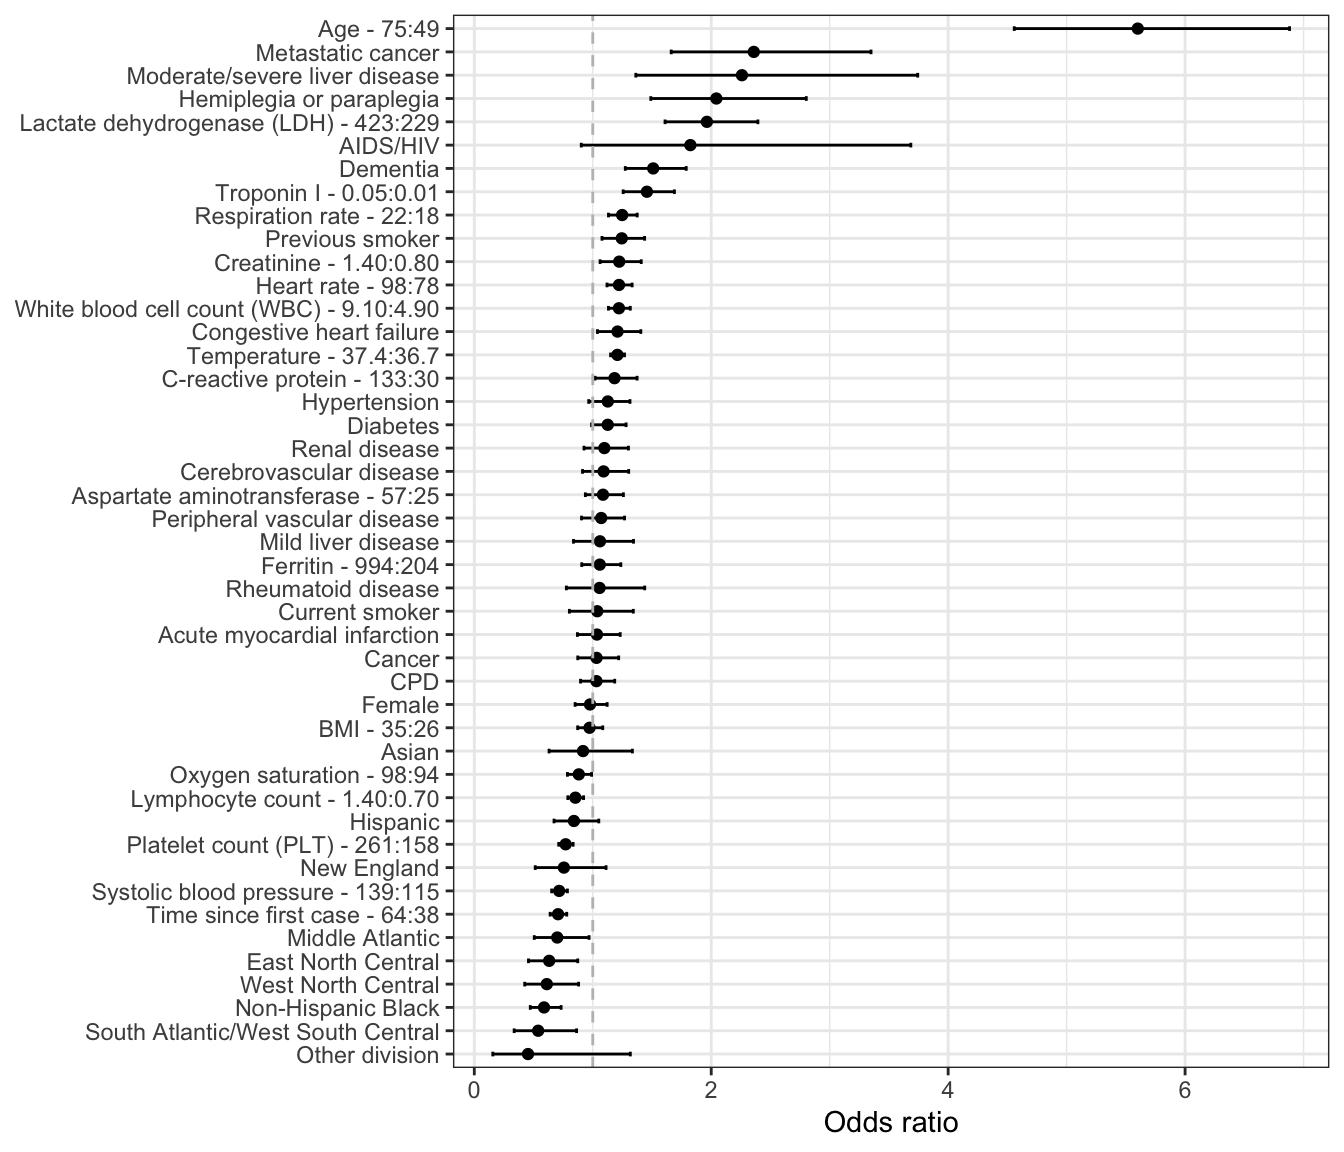 Age - 75:49
Metastatic cancer
Moderate/severe liver disease
Hemiplegia or paraplegia
Lactate dehydrogenase (LDH) - 423:229
AIDS/HIV
Dementia
Troponin I - 0.05:0.01
Respiration rate - 22:18
Previous smoker
Creatinine - 1.40:0.80
Heart rate - 98:78
White blood cell count (WBC) - 9.10:4.90
Congestive heart failure
Temperature - 37.4:36.7
C-reactive protein - 133:30
Hypertension
Diabetes
Renal disease
Cerebrovascular disease
Aspartate aminotransferase - 57:25
Peripheral vascular disease
Mild liver disease
Ferritin - 994:204
Rheumatoid disease
Current smoker
Acute myocardial infarction
Cancer
CPD
Female
BMI - 35:26
Asian
Oxygen saturation - 98:94
Lymphocyte count - 1.40:0.70
Hispanic
Platelet count (PLT) - 261:158
New England
Systolic blood pressure - 139:115
Time since first case - 64:38
Middle Atlantic
East North Central
West North Central
Non-Hispanic Black
South Atlantic/West South Central
Other division
0 2 4 6
Odds ratio